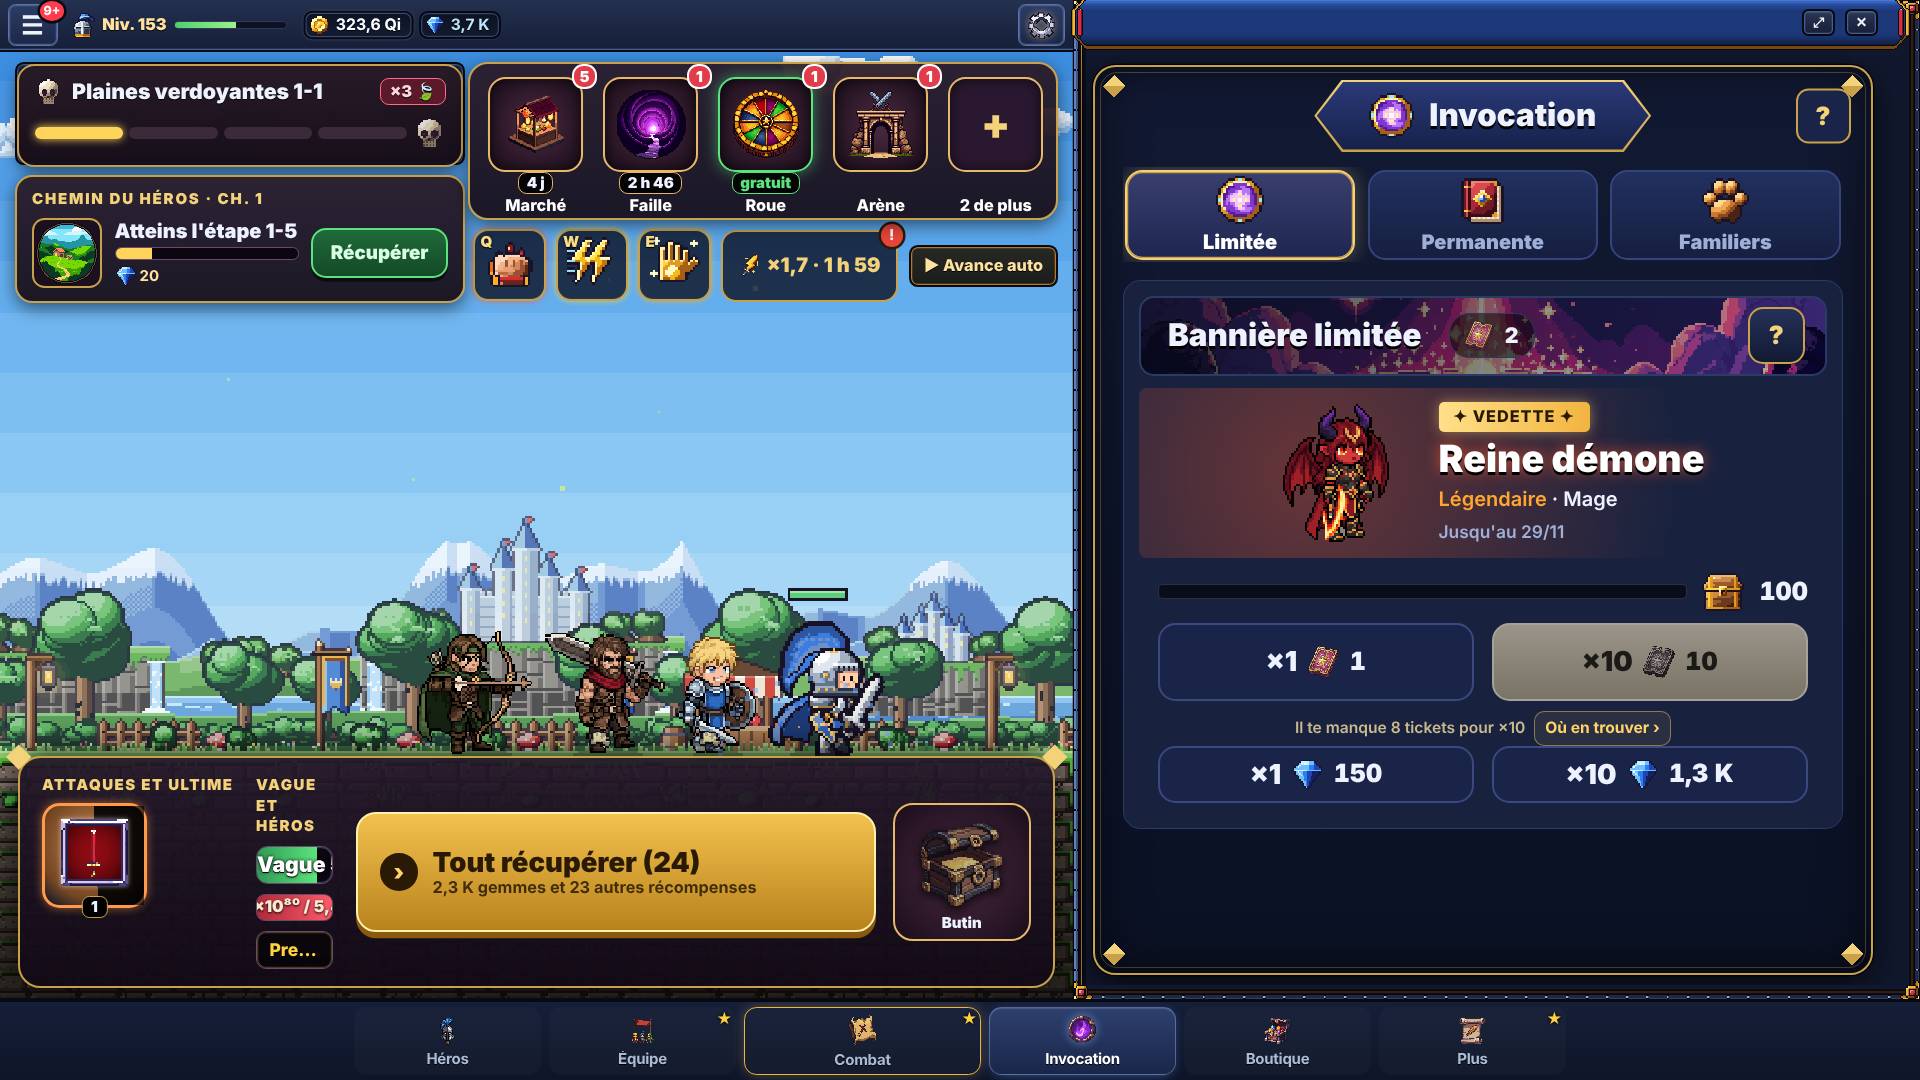 9+
Niv. 153
323,6 Qi
3,7 K
Plaines verdoyantes 1-1
×3
CHEMIN DU HÉROS · CH. 1
Atteins l'étape 1-5
20
Récupérer
5
4 j
Marché
1
2 h 46
Faille
1
gratuit
Roue
1
Arène
+
2 de plus
Q
W
E
×1,7 · 1 h 59
!
▶ Avance auto
ATTAQUES ET ULTIME
1
VAGUE
ET
HÉROS
Vague
×10⁸⁰ / 5,
Pre...
› Tout récupérer (24)
2,3 K gemmes et 23 autres récompenses
Butin
Invocation
?
Limitée
Permanente
Familiers
Bannière limitée
2
?
✦ VEDETTE ✦
Reine démone
Légendaire · Mage
Jusqu'au 29/11
100
×1 1
×10 10
Il te manque 8 tickets pour ×10
Où en trouver ›
×1 150
×10 1,3 K
Héros
Équipe
Combat
Invocation
Boutique
Plus